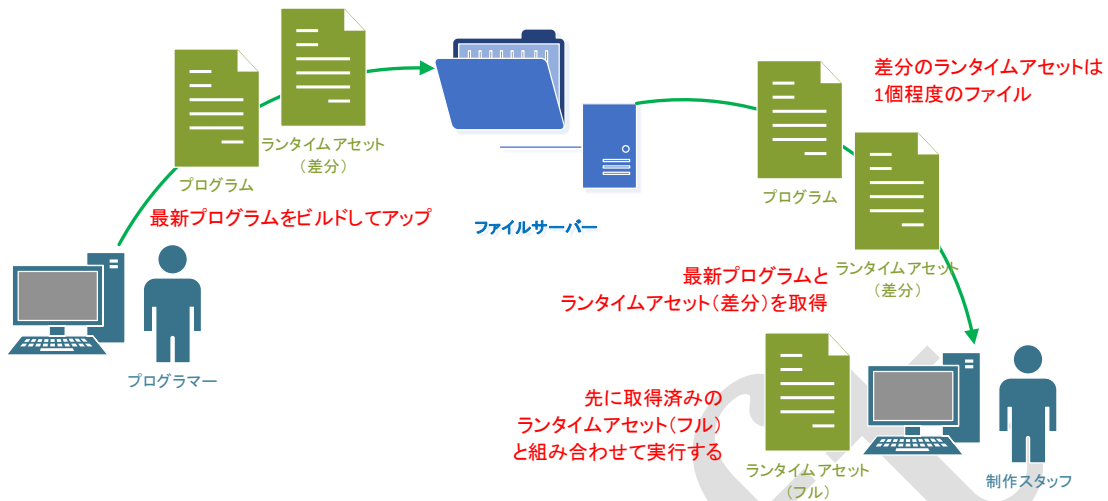 ランタイムアセット
（差分）
プログラム
最新プログラムをビルドしてアップ
プログラマー
ファイルサーバー
差分のランタイムアセットは
1個程度のファイル
プログラム
ランタイムアセット
（差分）
最新プログラムと
ランタイムアセット（差分）を取得
先に取得済みの
ランタイムアセット（フル）
と組み合わせて実行する
ランタイムアセット
（フル）
制作スタッフ